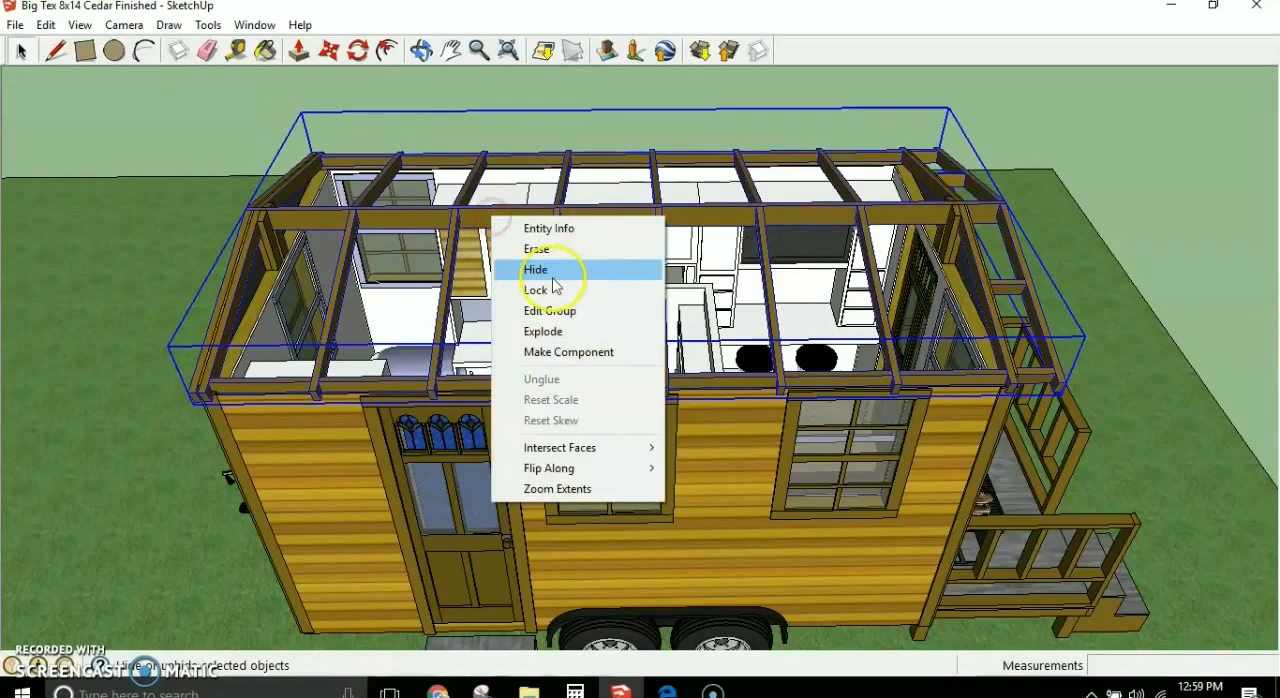 Big Tex 8x14 Cedar Finished - SketchUp
File Edit View Camera Draw Tools Window Help
Entity Info
Erase
Hide
Lock
Edit Group
Explode
Make Component
Unglue
Reset Scale
Reset Skew
Intersect Faces
Flip Along
Zoom Extents
RECORDED WITH
SCREENCAST MATIC
selected objects
Measurements
Type here to search
12:59 PM